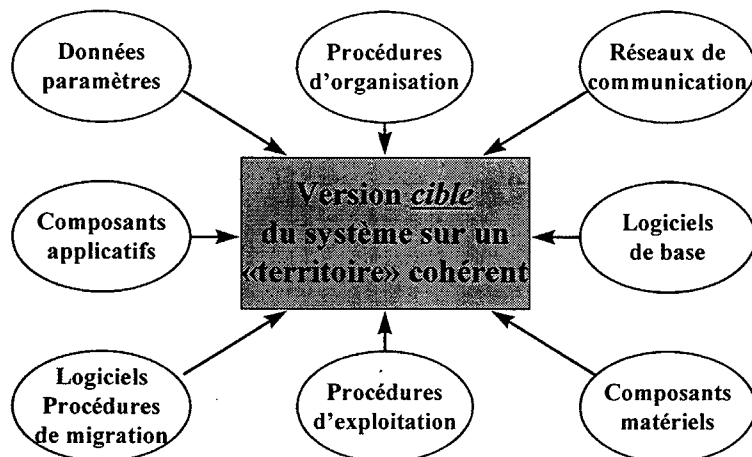 Données
paramètres
Procédures
d'organisation
Réseaux de
communication
Composants
applicatifs
Version cible
du système sur un
«territoire» cohérent
Logiciels
de base
Logiciels
Procédures
de migration
Procédures
d'exploitation
Composants
matériels